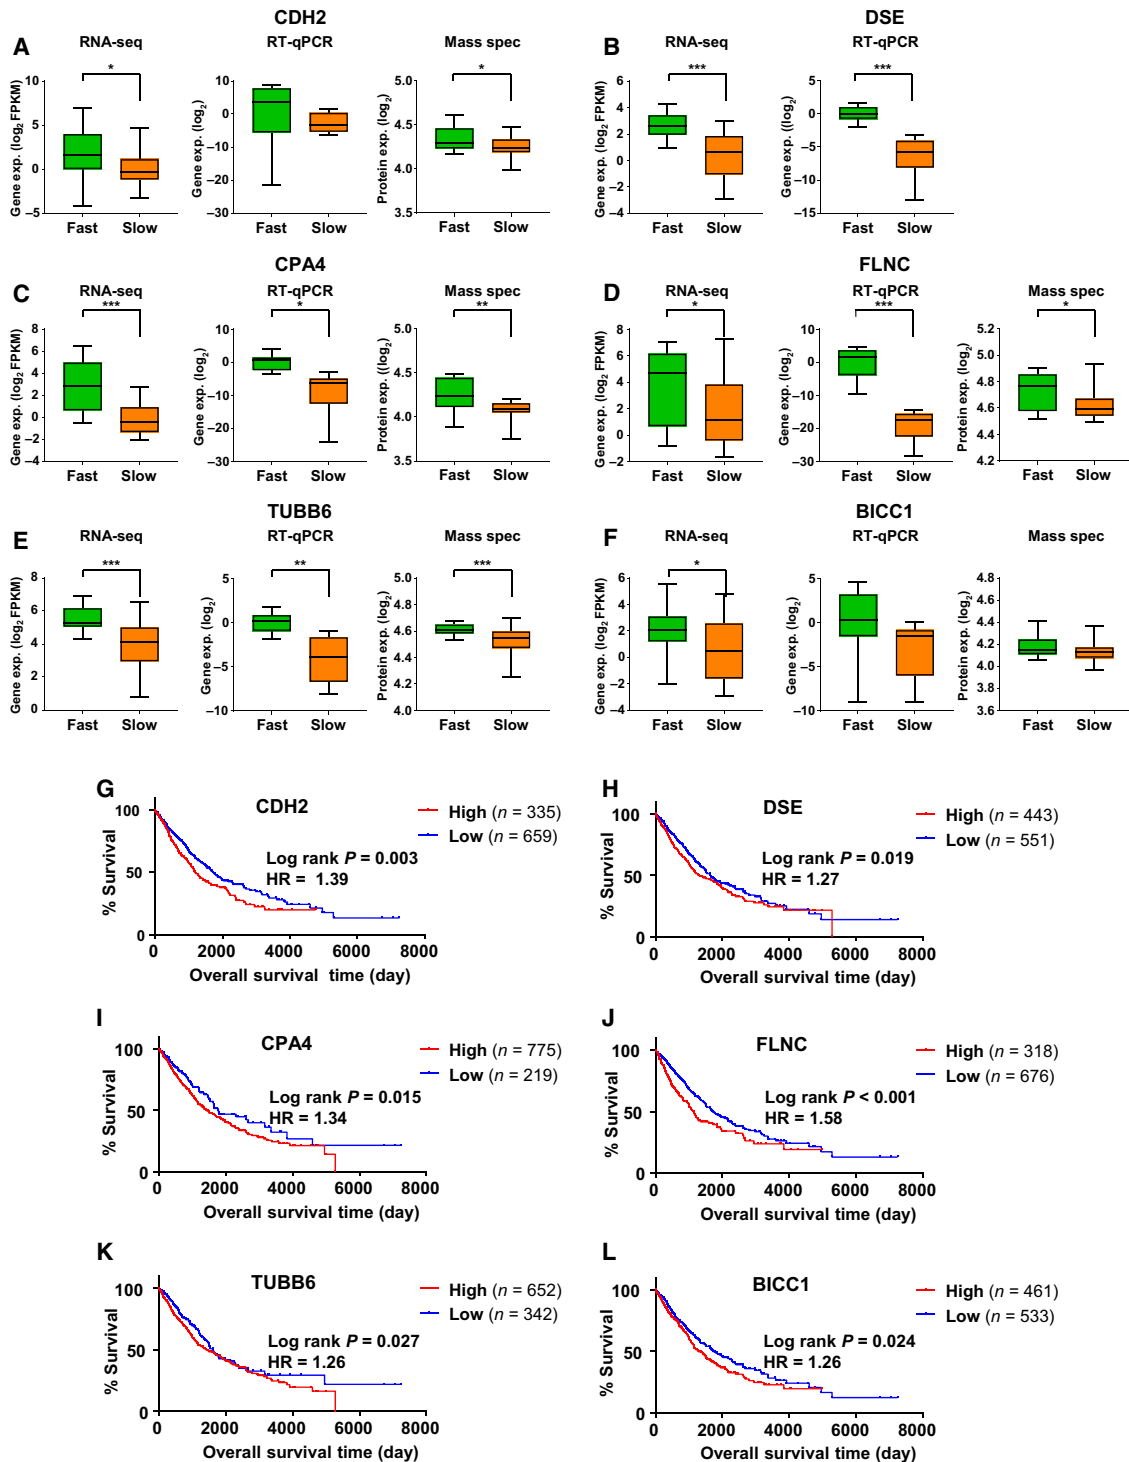 CDH2
A
RNA-seq
RT-qPCR
Mass spec
Gene exp. (log2 FPKM)
10
5
0
–5
*
Fast Slow
Gene exp. (log2)
10
0
–10
–20
–30
Fast Slow
Protein exp. (log2)
5.0
4.5
4.0
3.5
*
Fast Slow
DSE
B
RNA-seq
RT-qPCR
Gene exp. (log2 FPKM)
6
4
2
0
–2
–4
***
Fast Slow
Gene exp. ((log2)
5
0
–5
–10
–15
***
Fast Slow
CPA4
C
RNA-seq
RT-qPCR
Mass spec
Gene exp. (log2 FPKM)
8
6
4
2
0
–2
–4
***
Fast Slow
Gene exp. (log2)
10
0
–10
–20
–30
*
Fast Slow
Protein exp. ((log2)
5.0
4.5
4.0
3.5
**
Fast Slow
FLNC
D
RNA-seq
RT-qPCR
Mass spec
Gene exp. (log2 FPKM)
8
6
4
2
0
–2
*
Fast Slow
Gene exp. (log2)
10
0
–10
–20
–30
***
Fast Slow
Protein exp. (log2)
5.2
5.0
4.8
4.6
4.4
4.2
*
Fast Slow
TUBB6
E
RNA-seq
RT-qPCR
Mass spec
Gene exp. (log2 FPKM)
8
6
4
2
0
***
Fast Slow
Gene exp. (log2)
5
0
–5
–10
**
Fast Slow
Protein exp. (log2)
5.0
4.8
4.6
4.4
4.2
4.0
***
Fast Slow
BICC1
F
RNA-seq
RT-qPCR
Mass spec
Gene exp. (log2 FPKM)
6
4
2
0
–2
–4
*
Fast Slow
Gene exp. (log2)
5
0
–5
–10
Fast Slow
Protein exp. (log2)
4.8
4.6
4.4
4.2
4.0
3.8
3.6
Fast Slow
G
CDH2
High (n = 335)
Low (n = 659)
Log rank P = 0.003
HR = 1.39
% Survival
100
50
0
0 2000 4000 6000 8000
Overall survival time (day)
H
DSE
High (n = 443)
Low (n = 551)
Log rank P = 0.019
HR = 1.27
% Survival
100
50
0
0 2000 4000 6000 8000
Overall survival time (day)
I
CPA4
High (n = 775)
Low (n = 219)
Log rank P = 0.015
HR = 1.34
% Survival
100
50
0
0 2000 4000 6000 8000
Overall survival time (day)
J
FLNC
High (n = 318)
Low (n = 676)
Log rank P < 0.001
HR = 1.58
% Survival
100
50
0
0 2000 4000 6000 8000
Overall survival time (day)
K
TUBB6
High (n = 652)
Low (n = 342)
Log rank P = 0.027
HR = 1.26
% Survival
100
50
0
0 2000 4000 6000 8000
Overall survival time (day)
L
BICC1
High (n = 461)
Low (n = 533)
Log rank P = 0.024
HR = 1.26
% Survival
100
50
0
0 2000 4000 6000 8000
Overall survival time (day)